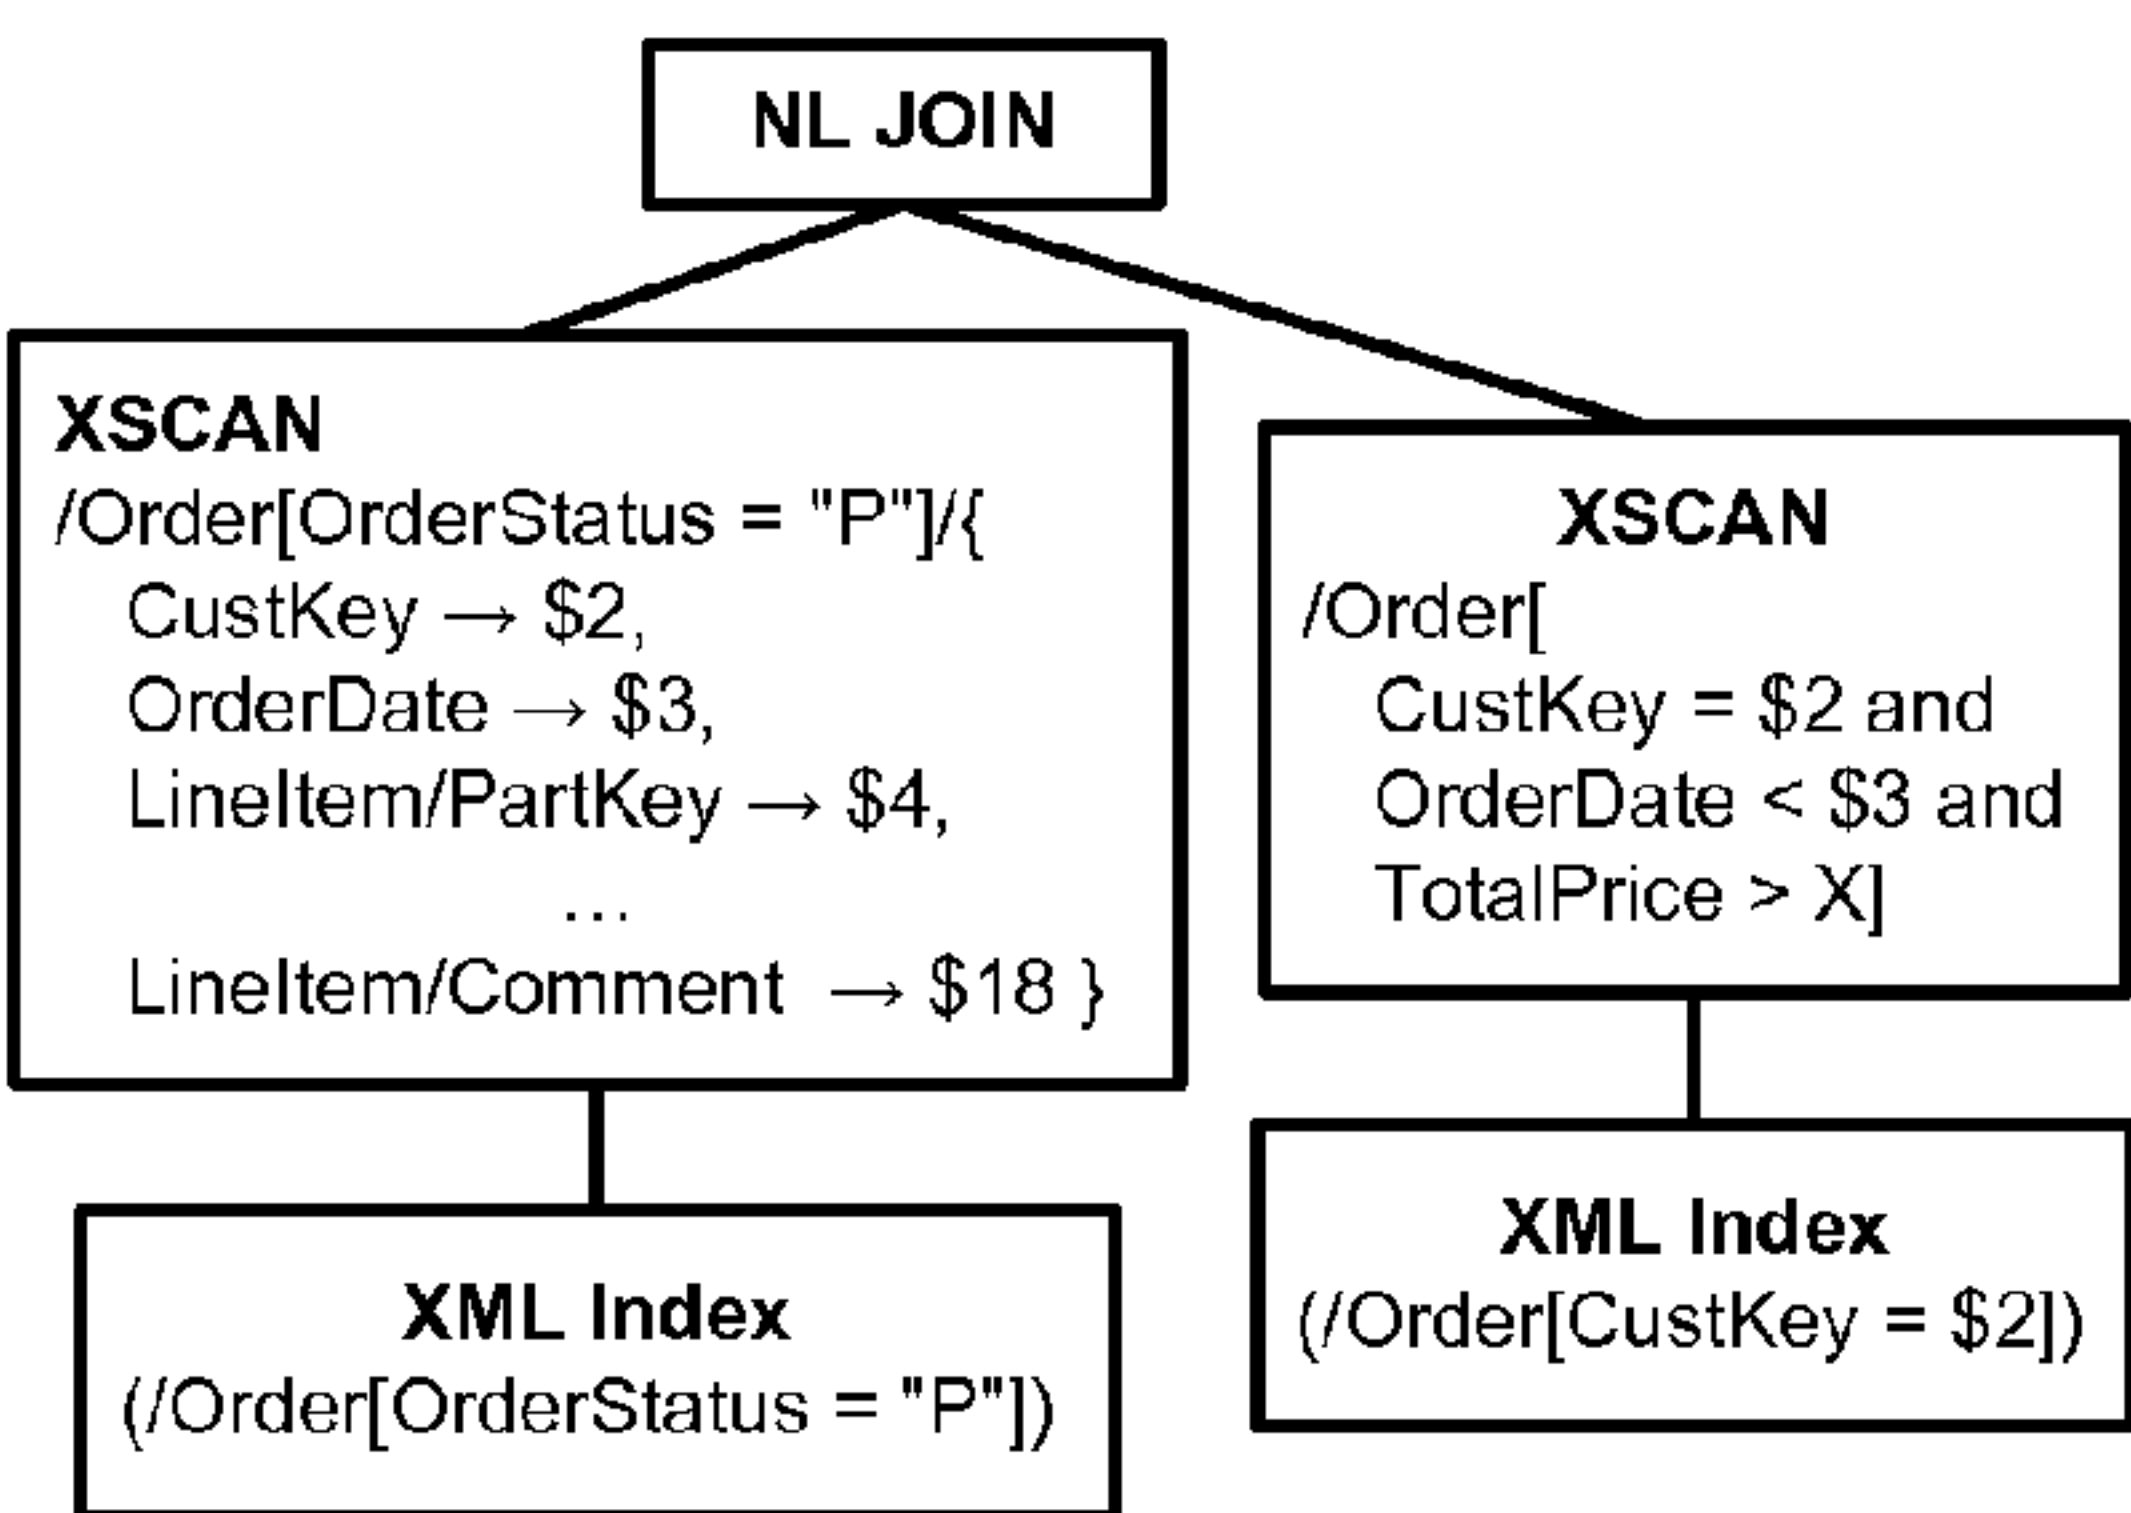 NL JOIN
XSCAN
/Order[OrderStatus = "P"]/{
CustKey → $2,
OrderDate → $3,
LineItem/PartKey → $4,
...
LineItem/Comment → $18 }
XSCAN
/Order[
CustKey = $2 and
OrderDate < $3 and
TotalPrice > X]
XML Index
(/Order[OrderStatus = "P"])
XML Index
(/Order[CustKey = $2])